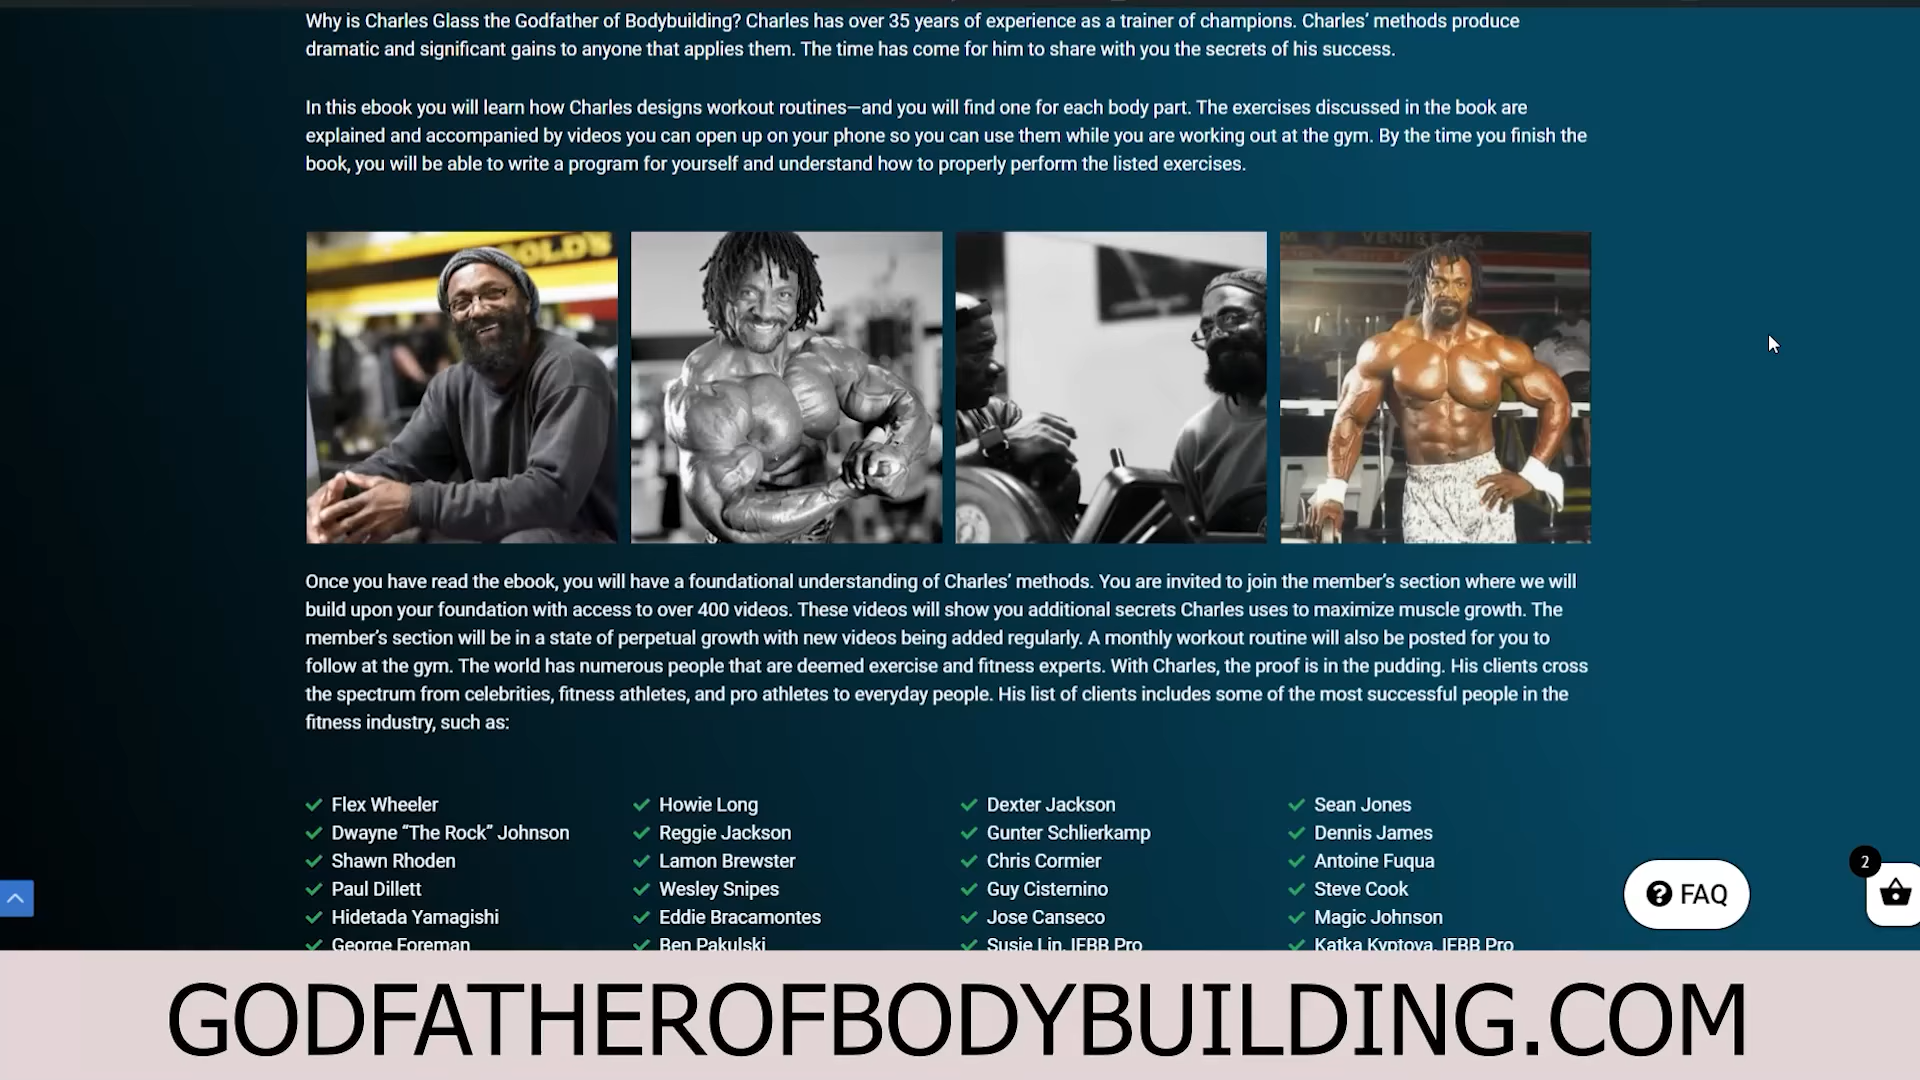 Why is Charles Glass the Godfather of Bodybuilding? Charles has over 35 years of experience as a trainer of champions. Charles’ methods produce
dramatic and significant gains to anyone that applies them. The time has come for him to share with you the secrets of his success.
In this ebook you will learn how Charles designs workout routines—and you will find one for each body part. The exercises discussed in the book are
explained and accompanied by videos you can open up on your phone so you can use them while you are working out at the gym. By the time you finish the
book, you will be able to write a program for yourself and understand how to properly perform the listed exercises.
OLD'S
VENICE
Once you have read the ebook, you will have a foundational understanding of Charles’ methods. You are invited to join the member’s section where we will
build upon your foundation with access to over 400 videos. These videos will show you additional secrets Charles uses to maximize muscle growth. The
member’s section will be in a state of perpetual growth with new videos being added regularly. A monthly workout routine will also be posted for you to
follow at the gym. The world has numerous people that are deemed exercise and fitness experts. With Charles, the proof is in the pudding. His clients cross
the spectrum from celebrities, fitness athletes, and pro athletes to everyday people. His list of clients includes some of the most successful people in the
fitness industry, such as:
Flex Wheeler
Dwayne “The Rock” Johnson
Shawn Rhoden
Paul Dillett
Hidetada Yamagishi
George Foreman
Howie Long
Reggie Jackson
Lamon Brewster
Wesley Snipes
Eddie Bracamontes
Ben Pakulski
Dexter Jackson
Gunter Schlierkamp
Chris Cormier
Guy Cisternino
Jose Canseco
Susie Lin, IFBB Pro
Sean Jones
Dennis James
Antoine Fuqua
Steve Cook
Magic Johnson
Katka Kyptova, IFBB Pro
FAQ
2
GODFATHEROFBODYBUILDING.COM